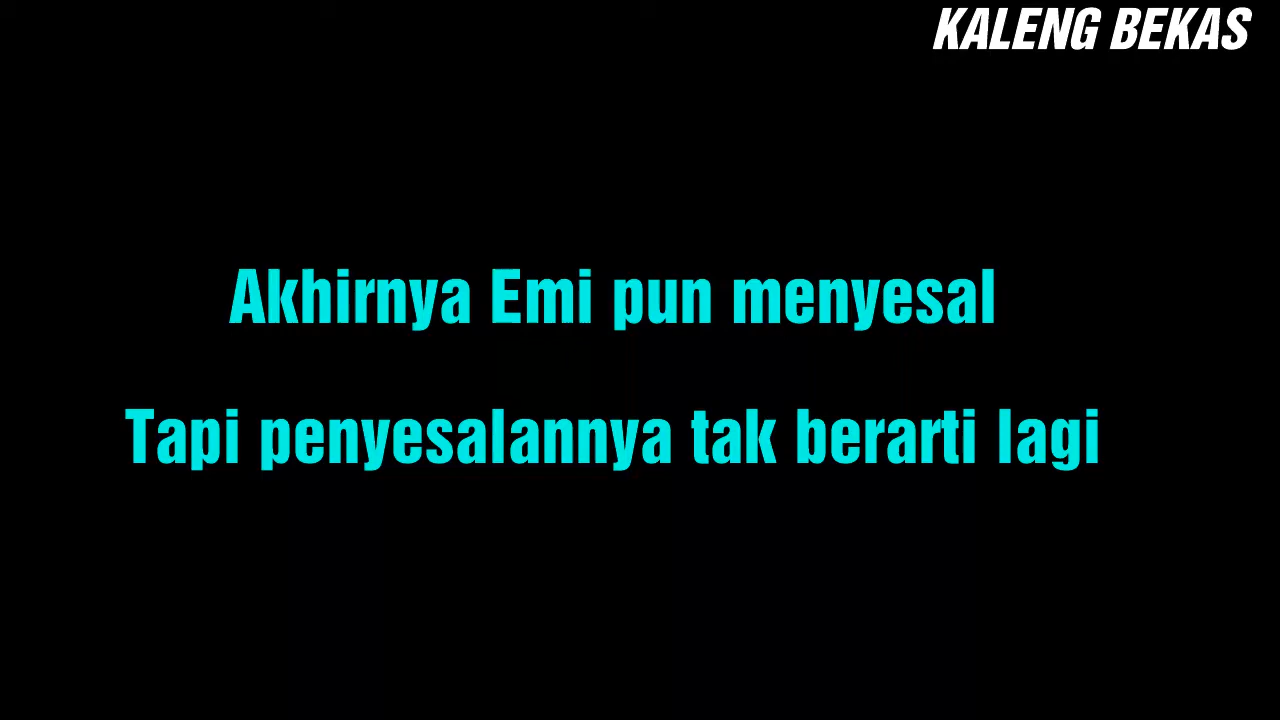 KALENG BEKAS
Akhirnya Emi pun menyesal
Tapi penyesalannya tak berarti lagi